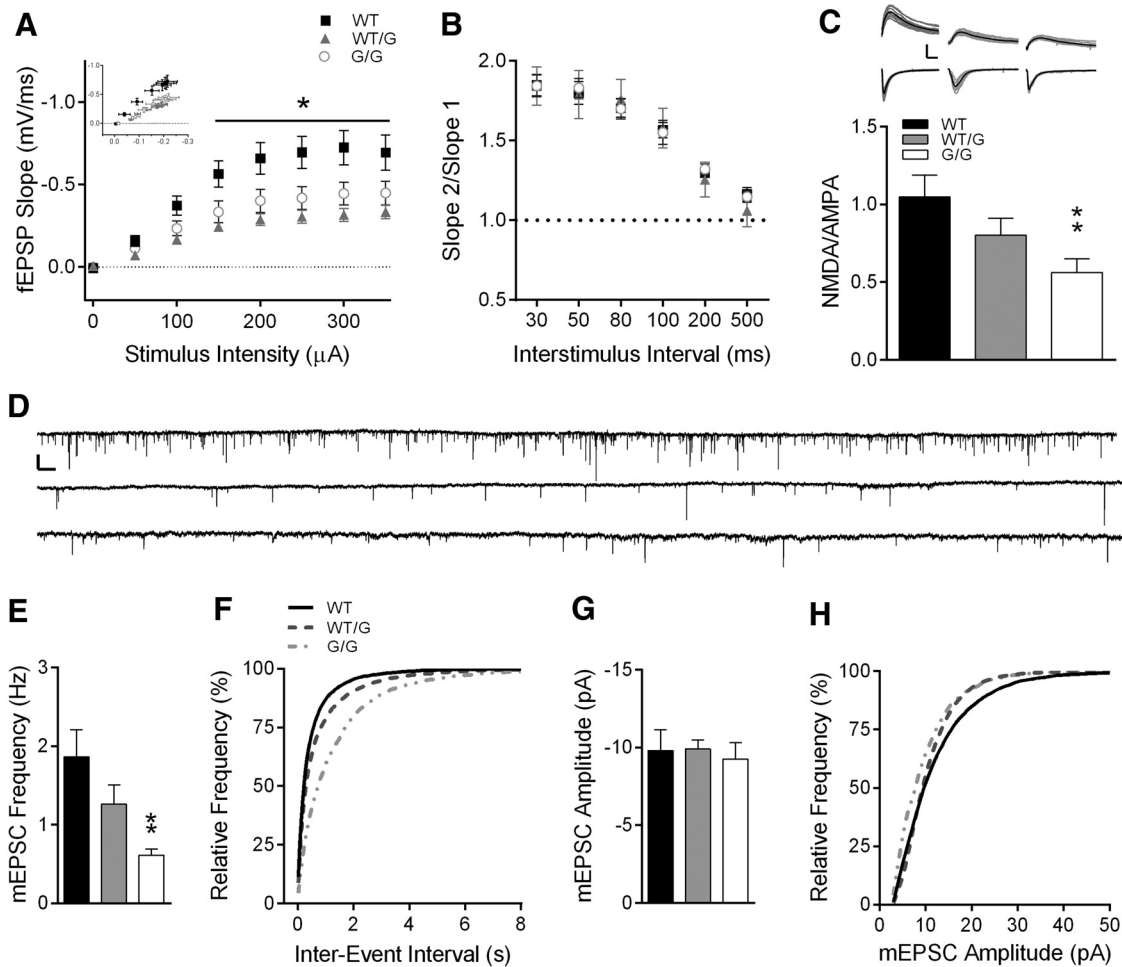 A
WT
WT/G
G/G
fEPSP Slope (mV/ms)
-1.0
-0.5
0.0
-1.0
-0.5
0.0
0.0
-0.1
-0.2
-0.3
*
0
100
200
300
Stimulus Intensity (μA)
B
Slope 2/Slope 1
2.0
1.5
1.0
0.5
30
50
80
100
200
500
Interstimulus Interval (ms)
C
WT
WT/G
G/G
NMDA/AMPA
1.5
1.0
0.5
0.0
*
*
D
E
mEPSC Frequency (Hz)
3
2
1
0
*
*
F
WT
WT/G
G/G
Relative Frequency (%)
100
75
50
25
0
0
2
4
6
8
Inter-Event Interval (s)
G
mEPSC Amplitude (pA)
-15
-10
-5
0
H
Relative Frequency (%)
100
75
50
25
0
0
10
20
30
40
50
mEPSC Amplitude (pA)